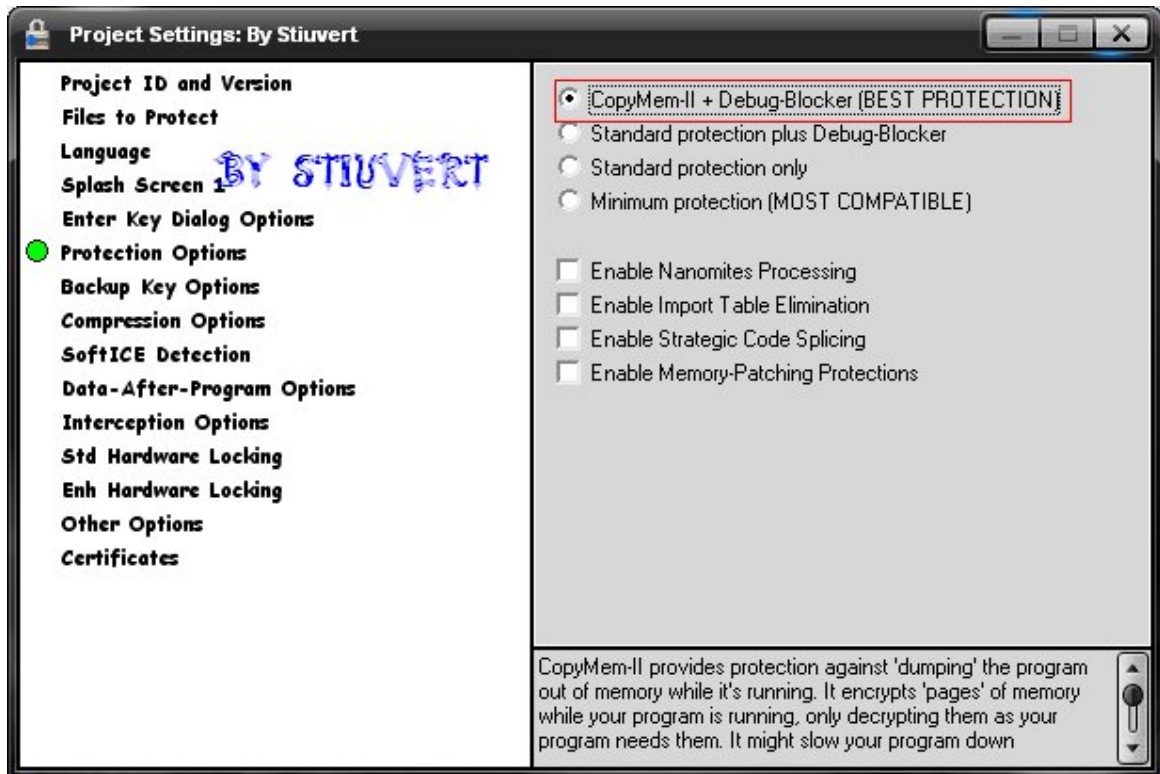 Project Settings: By Stiuvert
Project ID and Version
Files to Protect
Language
Splash Screen 1
BY STIUVERT
Enter Key Dialog Options
Protection Options
Backup Key Options
Compression Options
SoftICE Detection
Data-After-Program Options
Interception Options
Std Hardware Locking
Enh Hardware Locking
Other Options
Certificates
CopyMem-II + Debug-Blocker (BEST PROTECTION)
Standard protection plus Debug-Blocker
Standard protection only
Minimum protection (MOST COMPATIBLE)
Enable Nanomites Processing
Enable Import Table Elimination
Enable Strategic Code Splicing
Enable Memory-Patching Protections
CopyMem-II provides protection against 'dumping' the program
out of memory while it's running. It encrypts 'pages' of memory
while your program is running, only decrypting them as your
program needs them. It might slow your program down